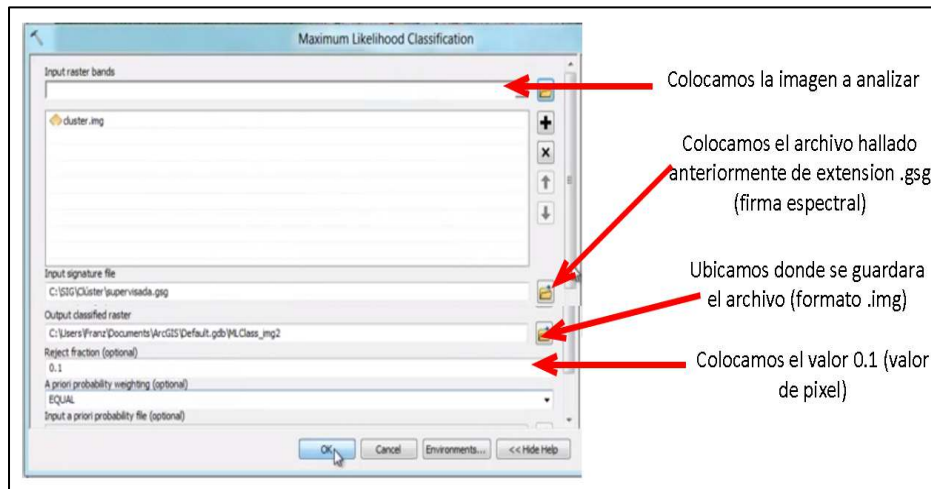 Maximum Likelihood Classification
Input raster bands
cluster.img
Input signature file
C:\SIG\Clúster\supervisada.gsg
Output classified raster
C:\Users\Franz\Documents\ArcGIS\Default.gdb\MLClass_img2
Reject fraction (optional)
0.1
A priori probability weighting (optional)
EQUAL
Input a priori probability file (optional)
OK
Cancel
Environments...
<< Hide Help
Colocamos la imagen a analizar
Colocamos el archivo hallado
anteriormente de extension .gsg
(firma espectral)
Ubicamos donde se guardara
el archivo (formato .img)
Colocamos el valor 0.1 (valor
de pixel)